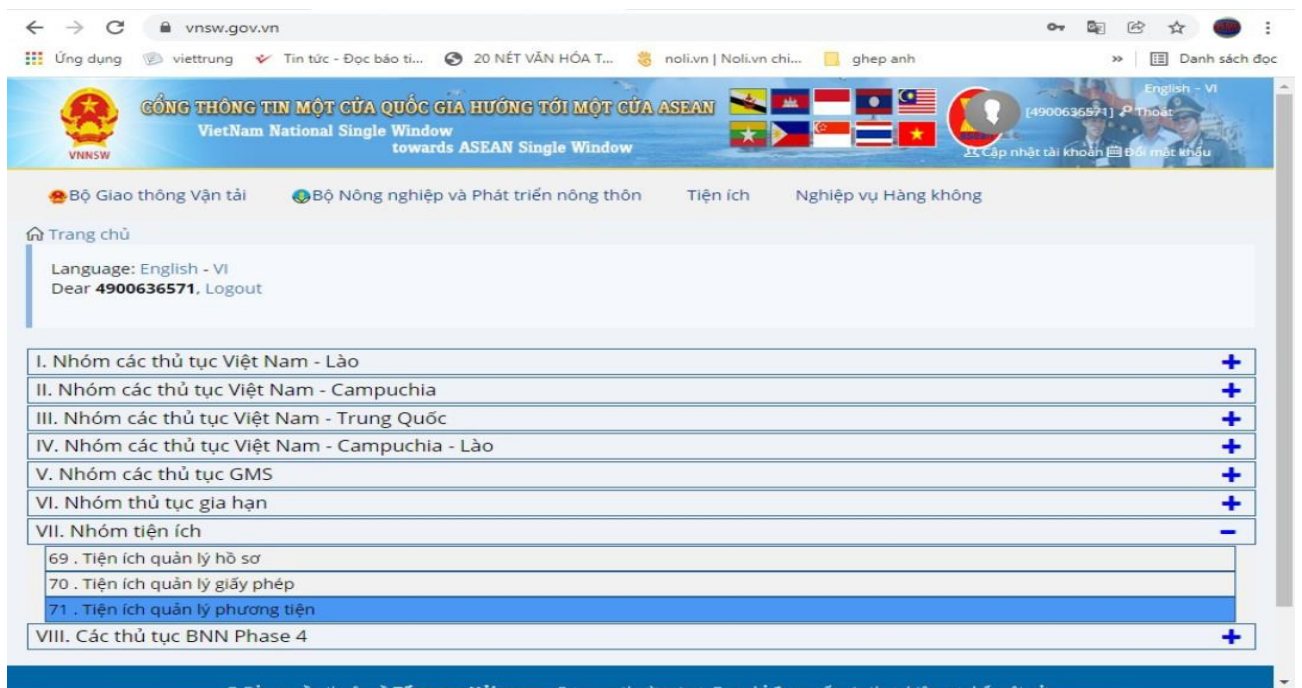 vnsw.gov.vn
Ứng dụng viettrung Tin tức - Đọc báo ti... 20 NÉT VĂN HÓA T... noli.vn | Noli.vn chi... ghep anh » Danh sách đọc
English - VI
CỔNG THÔNG TIN MỘT CỬA QUỐC GIA HƯỚNG TỚI MỘT CỬA ASEAN
[4900636571] Thoát
VietNam National Single Window
towards ASEAN Single Window
VNNSW
Cập nhật tài khoản Đổi mật khẩu
Bộ Giao thông Vận tải Bộ Nông nghiệp và Phát triển nông thôn Tiện ích Nghiệp vụ Hàng không
Trang chủ
Language: English - VI
Dear 4900636571, Logout
I. Nhóm các thủ tục Việt Nam - Lào
II. Nhóm các thủ tục Việt Nam - Campuchia
III. Nhóm các thủ tục Việt Nam - Trung Quốc
IV. Nhóm các thủ tục Việt Nam - Campuchia - Lào
V. Nhóm các thủ tục GMS
VI. Nhóm thủ tục gia hạn
VII. Nhóm tiện ích
69 . Tiện ích quản lý hồ sơ
70 . Tiện ích quản lý giấy phép
71 . Tiện ích quản lý phương tiện
VIII. Các thủ tục BNN Phase 4